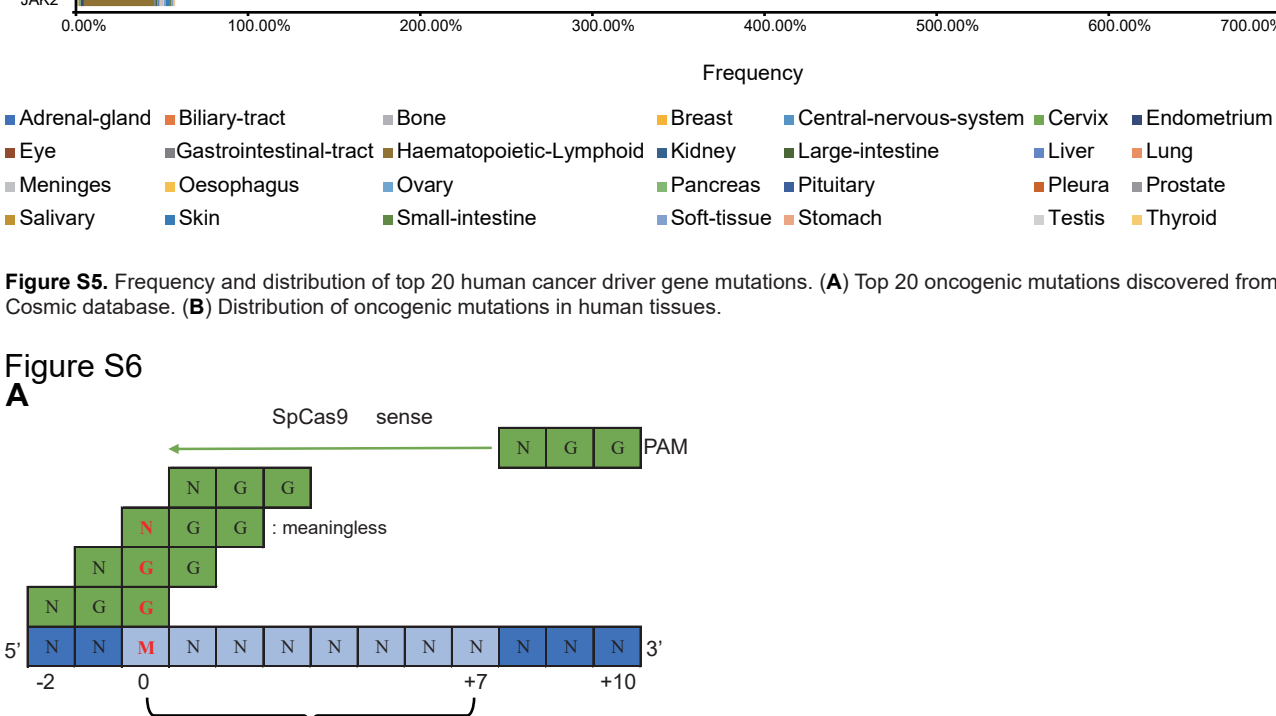 JAK2
0.00% 100.00% 200.00% 300.00% 400.00% 500.00% 600.00% 700.00%
Frequency
Adrenal-gland Biliary-tract Bone Breast Central-nervous-system Cervix Endometrium
Eye Gastrointestinal-tract Haematopoietic-Lymphoid Kidney Large-intestine Liver Lung
Meninges Oesophagus Ovary Pancreas Pituitary Pleura Prostate
Salivary Skin Small-intestine Soft-tissue Stomach Testis Thyroid
Figure S5. Frequency and distribution of top 20 human cancer driver gene mutations. (A) Top 20 oncogenic mutations discovered from
Cosmic database. (B) Distribution of oncogenic mutations in human tissues.
Figure S6
A
SpCas9 sense
N G G PAM
N G G
N G G : meaningless
N G G
N G G
5' N N M N N N N N N N N N N 3'
-2 0 +7 +10